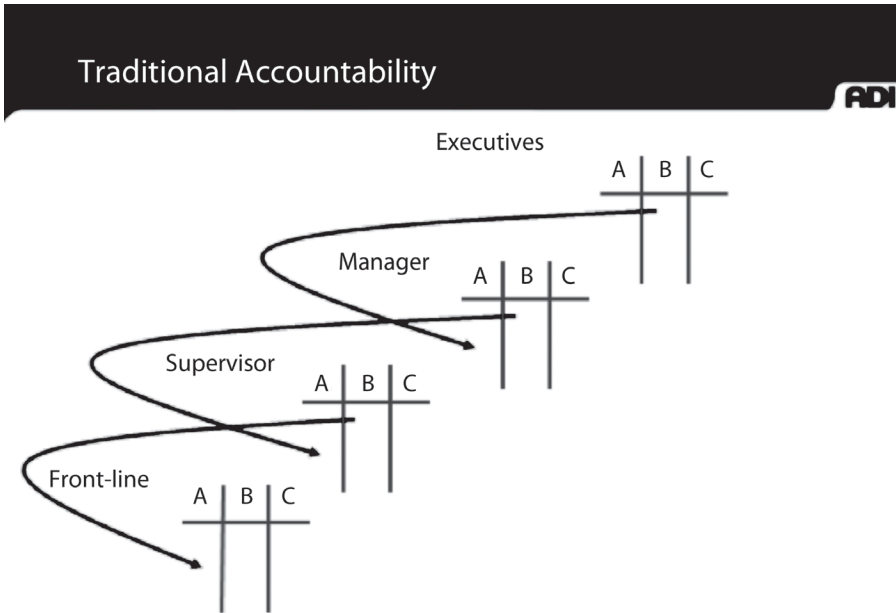 Traditional Accountability
ADI
Executives
A B C
Manager
A B C
Supervisor
A B C
Front-line
A B C